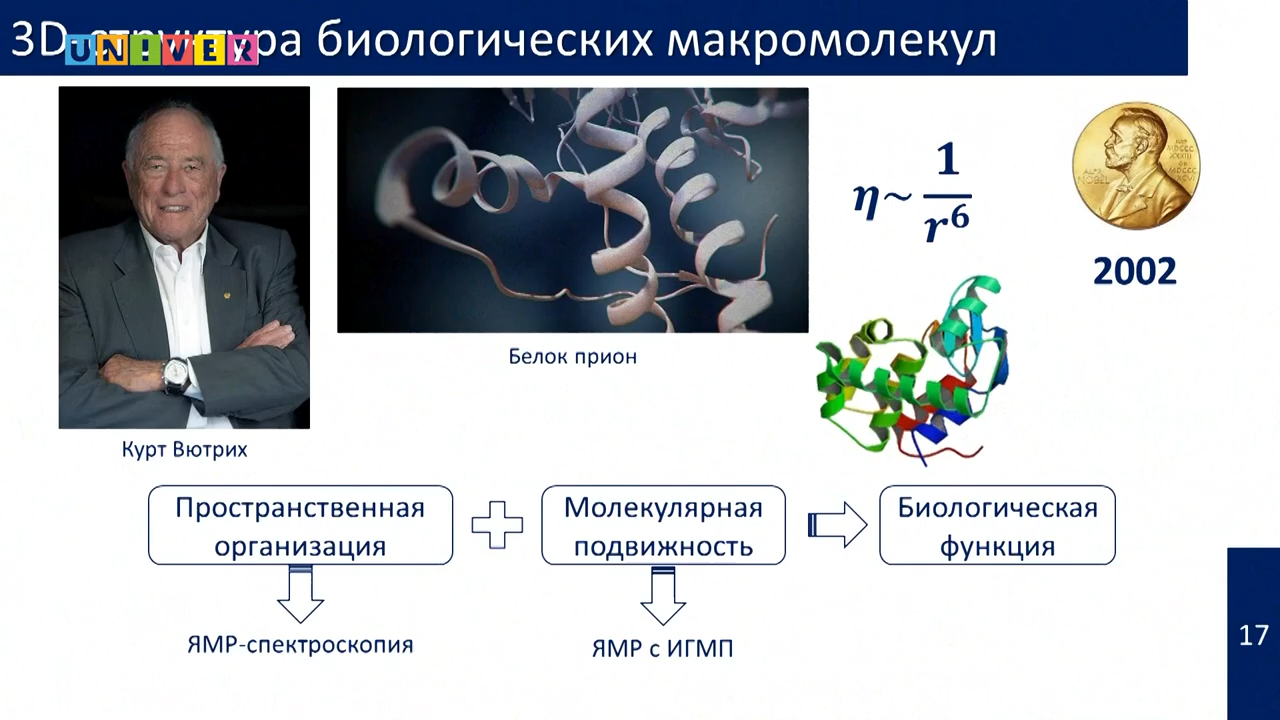 3D-структура биологических макромолекул
UNIVER
η~ 1/r⁶
2002
Белок прион
Курт Вютрих
Пространственная
организация
Молекулярная
подвижность
Биологическая
функция
ЯМР-спектроскопия
ЯМР с ИГМП
17